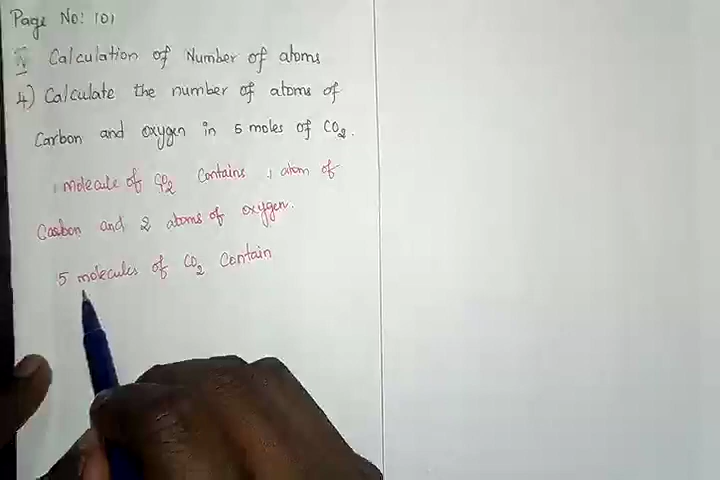 Page No: 101
Calculation of Number of atoms
4) Calculate the number of atoms of
Carbon and oxygen in 5 moles of CO2.
1 molecule of CO2 Contains 1 atom of
Carbon and 2 atoms of oxygen.
5 molecules of CO2 Contain